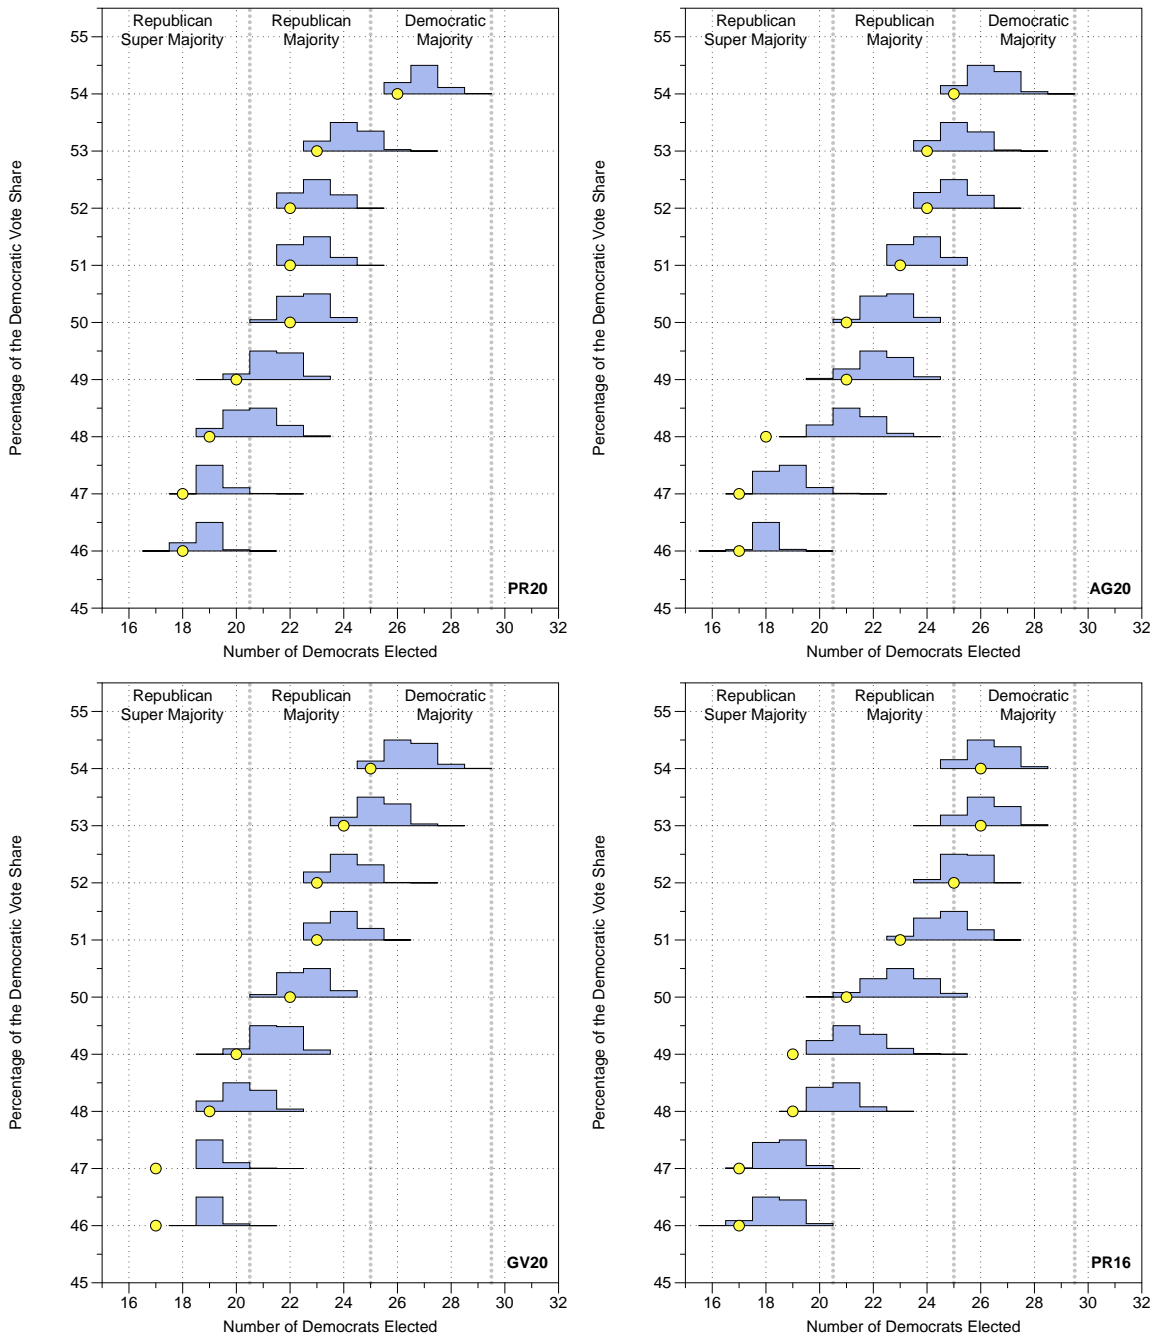 Republican
Super Majority
Republican
Majority
Democratic
Majority
55
54
53
52
51
50
49
48
47
46
45
Percentage of the Democratic Vote Share
PR20
16 18 20 22 24 26 28 30 32
Number of Democrats Elected
Republican
Super Majority
Republican
Majority
Democratic
Majority
55
54
53
52
51
50
49
48
47
46
45
Percentage of the Democratic Vote Share
AG20
16 18 20 22 24 26 28 30 32
Number of Democrats Elected
Republican
Super Majority
Republican
Majority
Democratic
Majority
55
54
53
52
51
50
49
48
47
46
45
Percentage of the Democratic Vote Share
GV20
16 18 20 22 24 26 28 30 32
Number of Democrats Elected
Republican
Super Majority
Republican
Majority
Democratic
Majority
55
54
53
52
51
50
49
48
47
46
45
Percentage of the Democratic Vote Share
PR16
16 18 20 22 24 26 28 30 32
Number of Democrats Elected